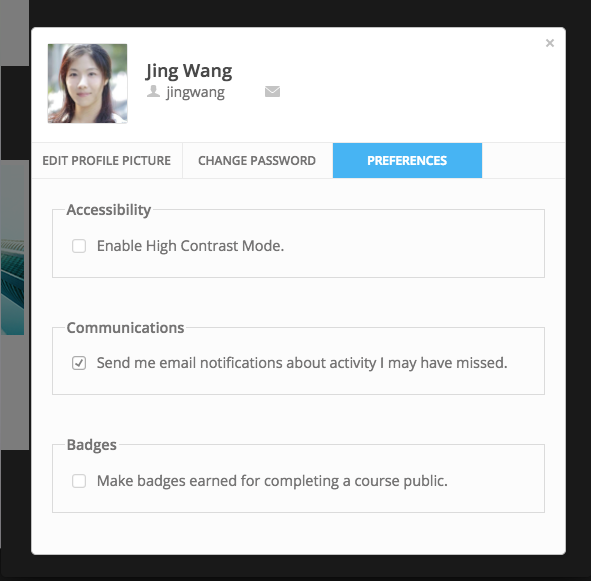 ×
Jing Wang
jingwang
EDIT PROFILE PICTURE
CHANGE PASSWORD
PREFERENCES
Accessibility
Enable High Contrast Mode.
Communications
Send me email notifications about activity I may have missed.
Badges
Make badges earned for completing a course public.